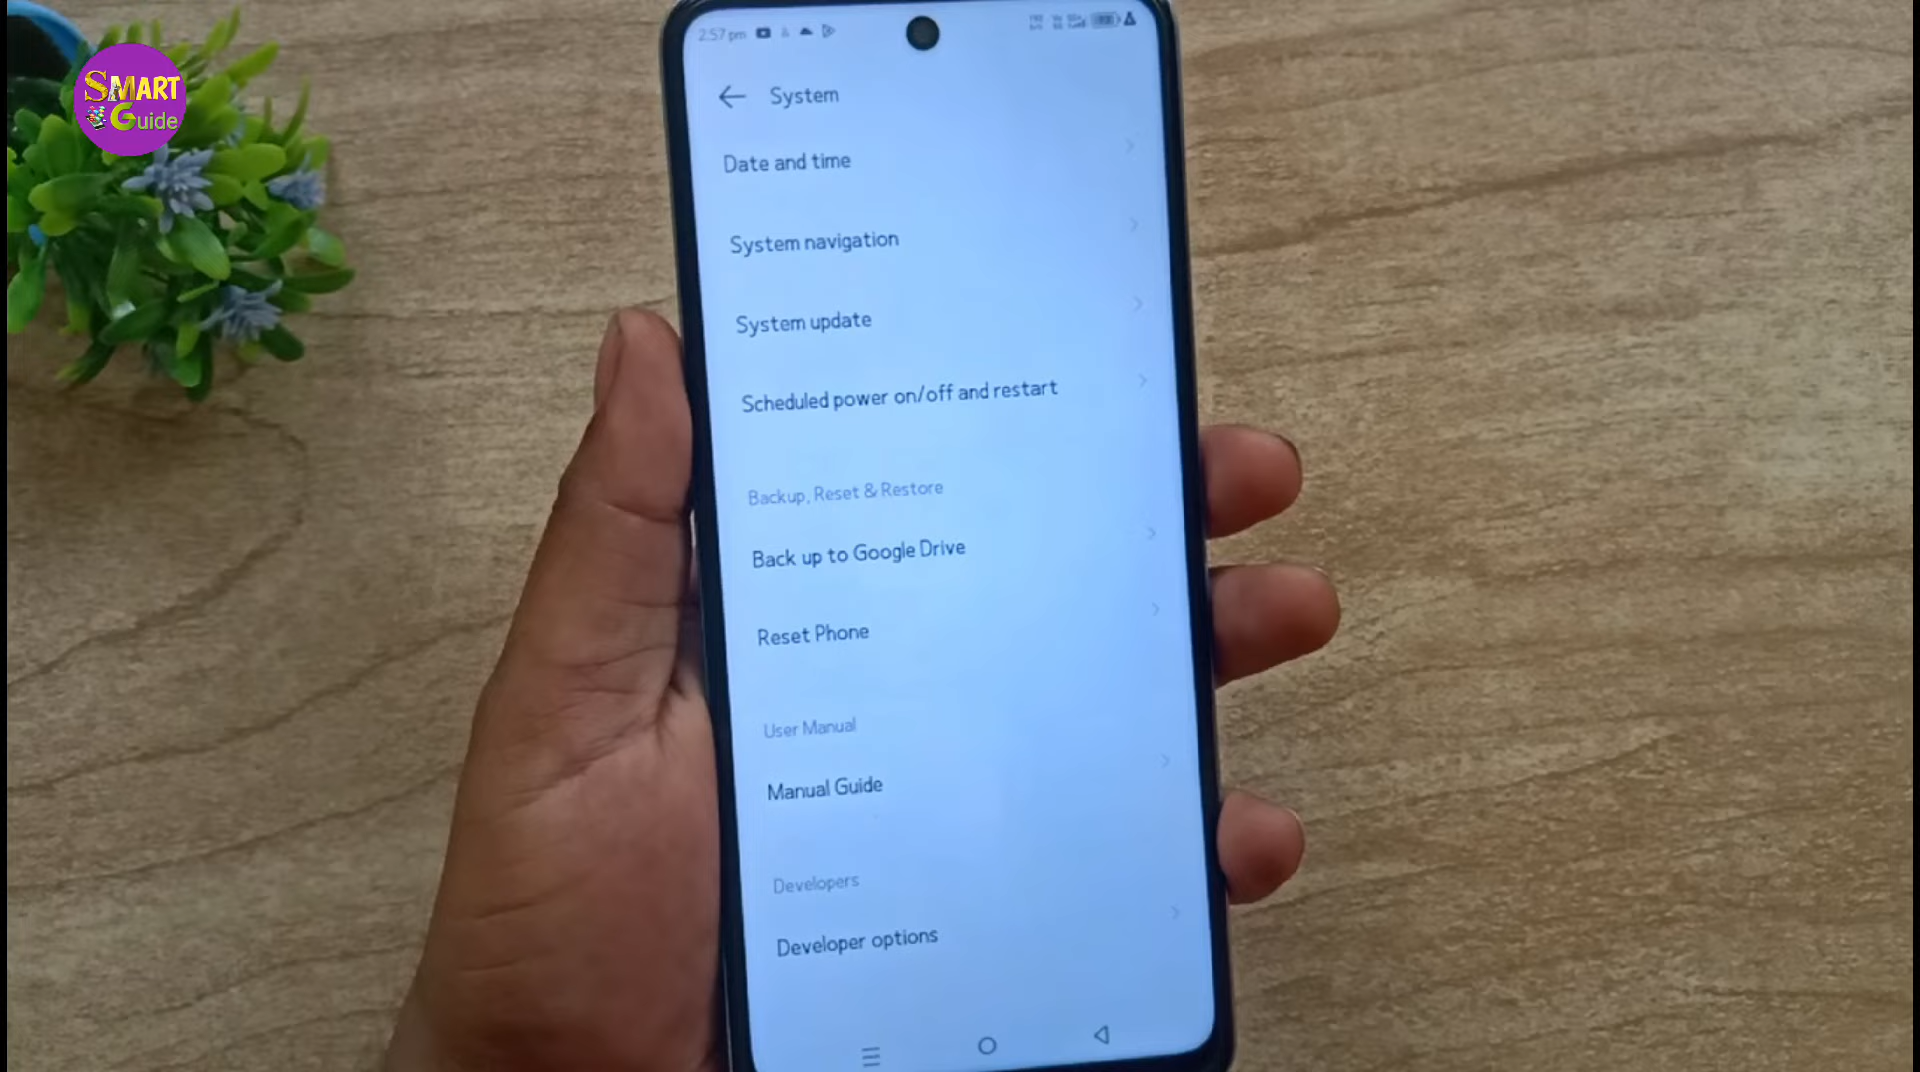 SMART
Guide
2:57 pm
System
Date and time
System navigation
System update
Scheduled power on/off and restart
Backup, Reset & Restore
Back up to Google Drive
Reset Phone
User Manual
Manual Guide
Developers
Developer options